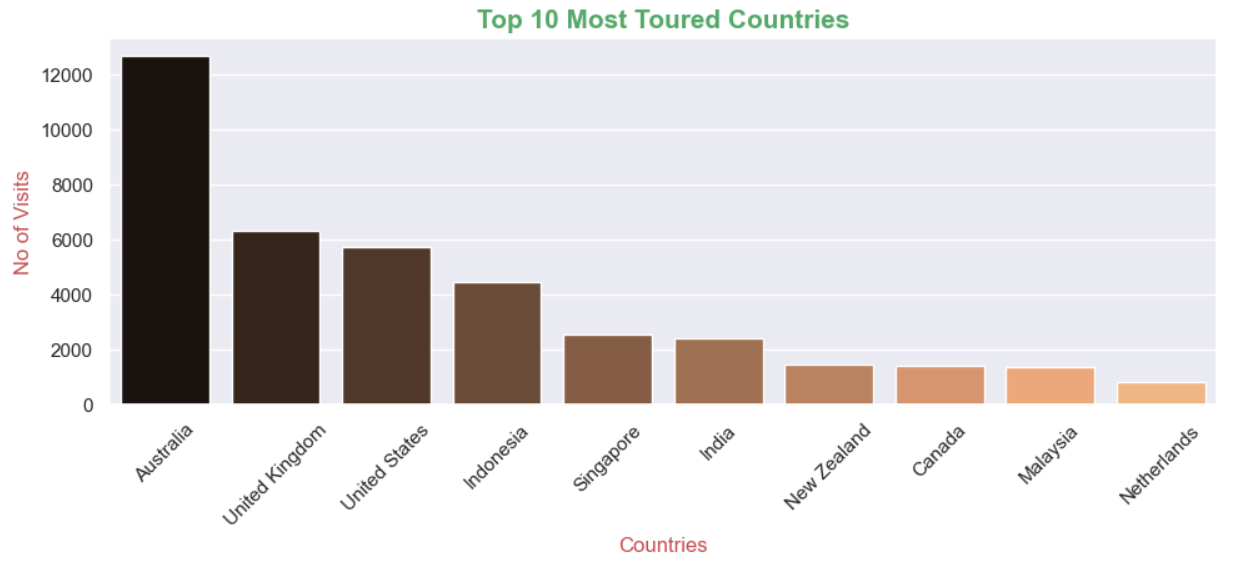 Top 10 Most Toured Countries
No of Visits
12000
10000
8000
6000
4000
2000
0
Australia
United Kingdom
United States
Indonesia
Singapore
India
New Zealand
Canada
Malaysia
Netherlands
Countries